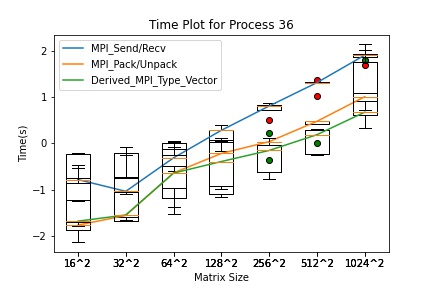 Time Plot for Process 36
MPI_Send/Recv
MPI_Pack/Unpack
Derived_MPI_Type_Vector
Time(s)
2
1
0
−1
−2
16^2 32^2 64^2 128^2 256^2 512^2 1024^2
Matrix Size